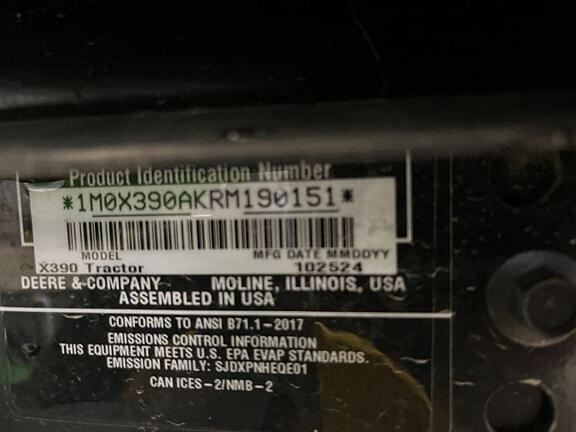 Product Identification Number
*1M0X390AKRM190151*
MODEL MFG DATE MMDDYY
X390 Tractor 102524
DEERE & COMPANY MOLINE, ILLINOIS, USA
ASSEMBLED IN USA
CONFORMS TO ANSI B71.1-2017
EMISSIONS CONTROL INFORMATION
THIS EQUIPMENT MEETS U.S. EPA EVAP STANDARDS.
EMISSION FAMILY: SJDXPNHEQE01
CAN ICES-2/NMB-2